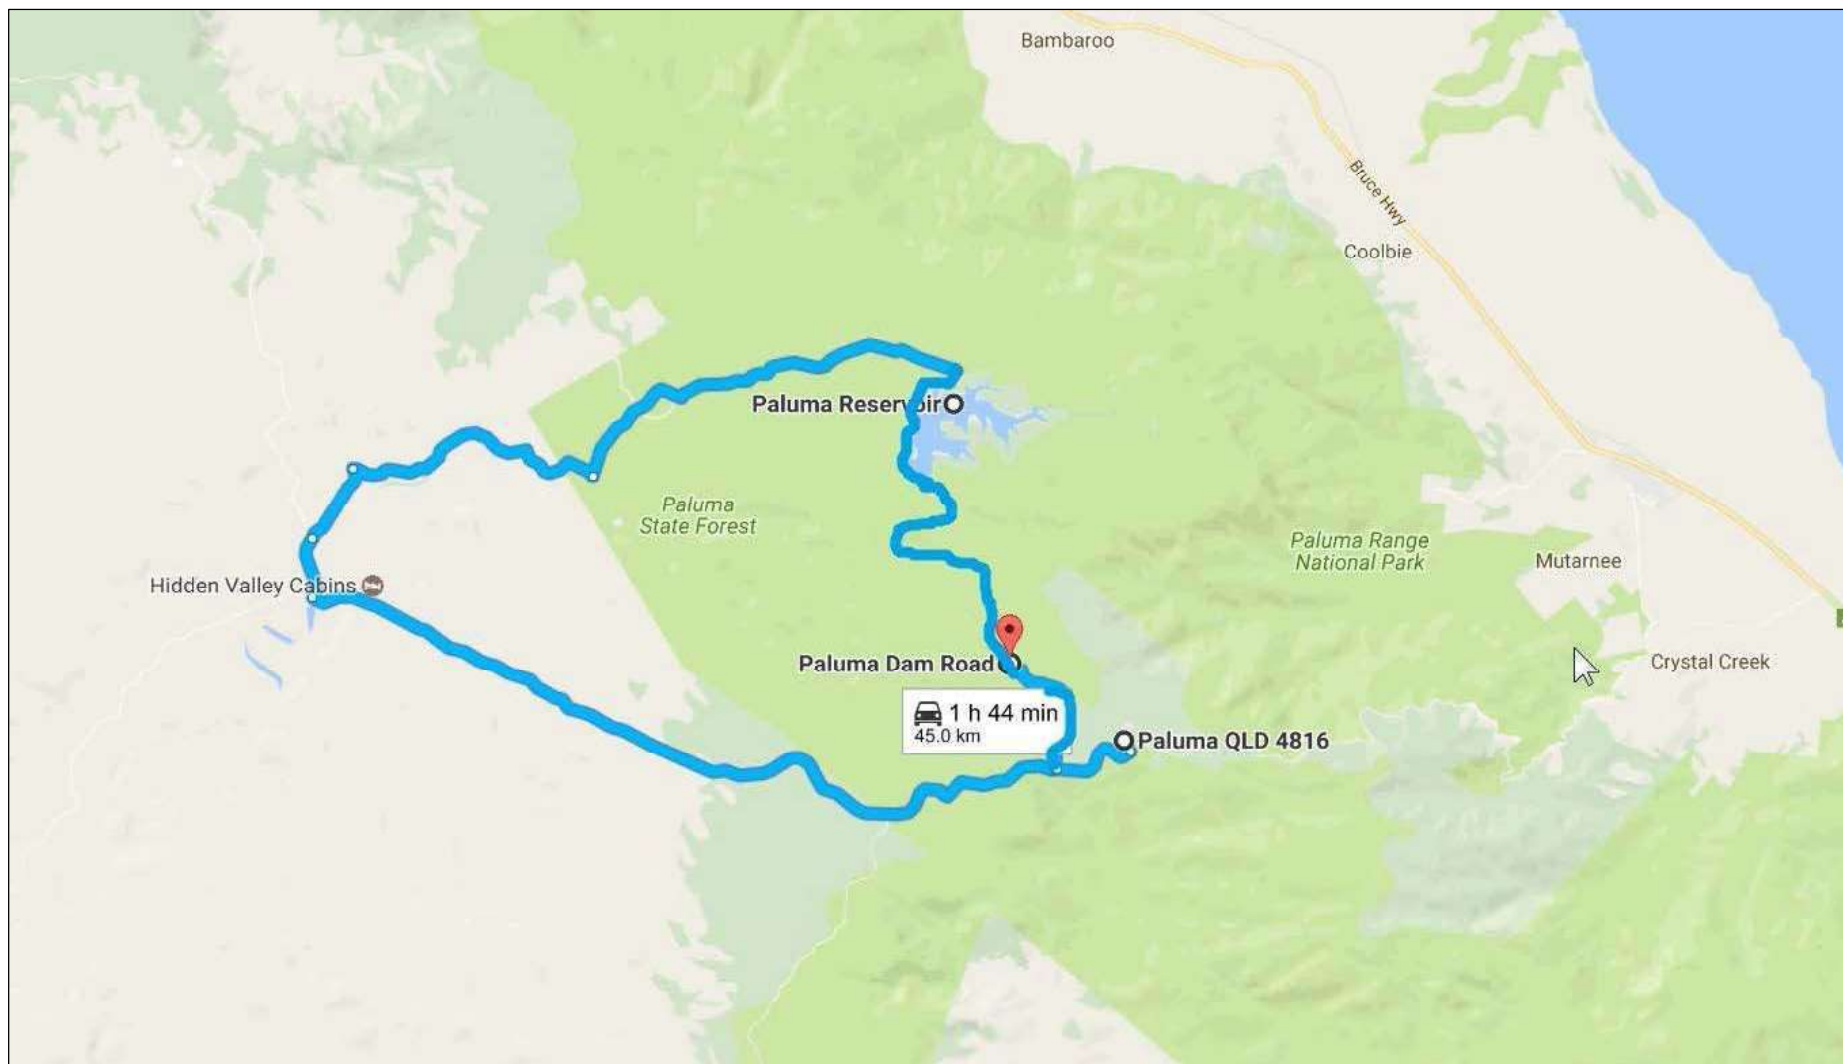 Bambaroo
Bruce Hwy
Coolbie
Paluma Reservoir
Paluma
State Forest
Paluma Range
National Park
Mutarnee
Hidden Valley Cabins
Paluma Dam Road
Crystal Creek
1 h 44 min
45.0 km
Paluma QLD 4816